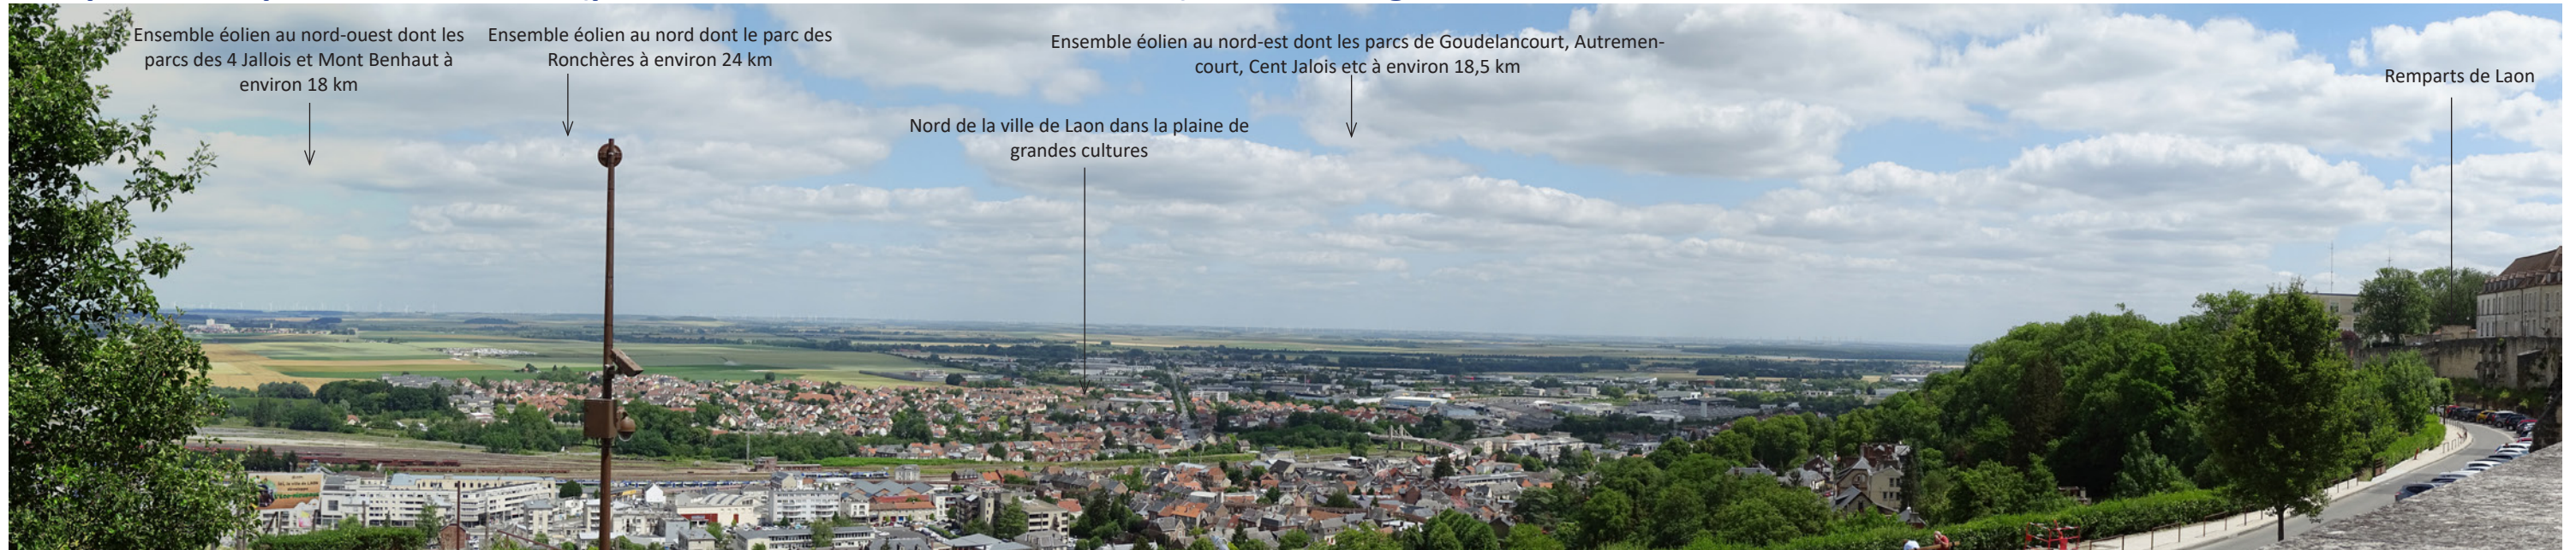 Ensemble éolien au nord-ouest dont les
parcs des 4 Jallois et Mont Benhaut à
environ 18 km
Ensemble éolien au nord dont le parc des
Ronchères à environ 24 km
Nord de la ville de Laon dans la plaine de
grandes cultures
Ensemble éolien au nord-est dont les parcs de Goudelancourt, Autremen-
court, Cent Jalois etc à environ 18,5 km
Remparts de Laon